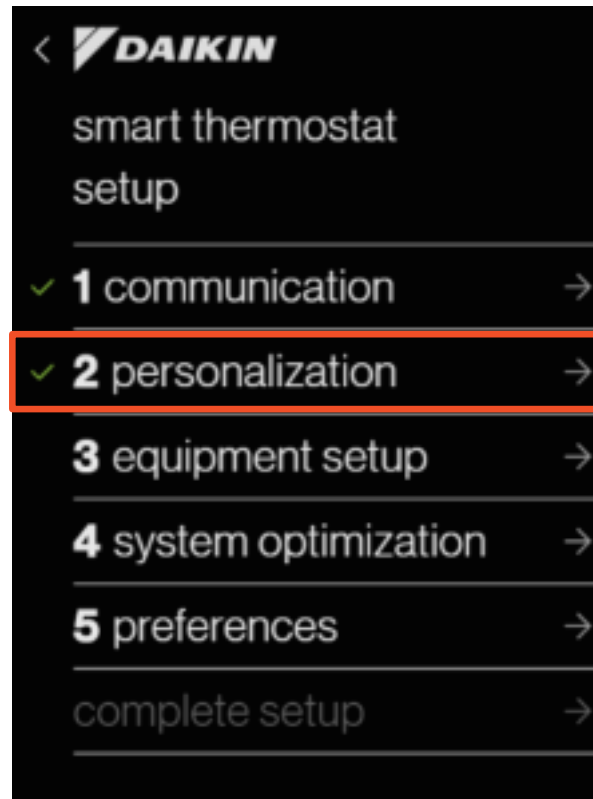 DAIKIN
smart thermostat
setup
1 communication
2 personalization
3 equipment setup
4 system optimization
5 preferences
complete setup